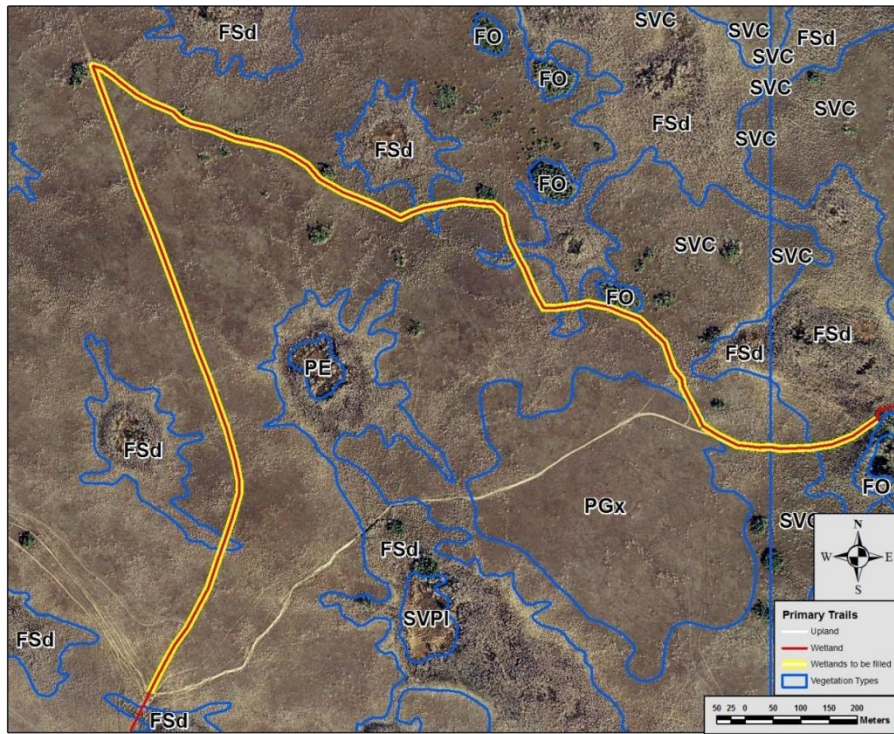 FSd
FO
SVC
SVC
FSd
FO
SVC
SVC
FSd
SVC
FSd
SVC
FO
SVC
SVC
FO
FSd
FSd
PE
FSd
FO
PGx
SVC
FSd
SVPI
FSd
FSd
N
W E
S
Primary Trails
Upland
Wetland
Wetlands to be filled
Vegetation Types
50 25 0 50 100 150 200
Meters